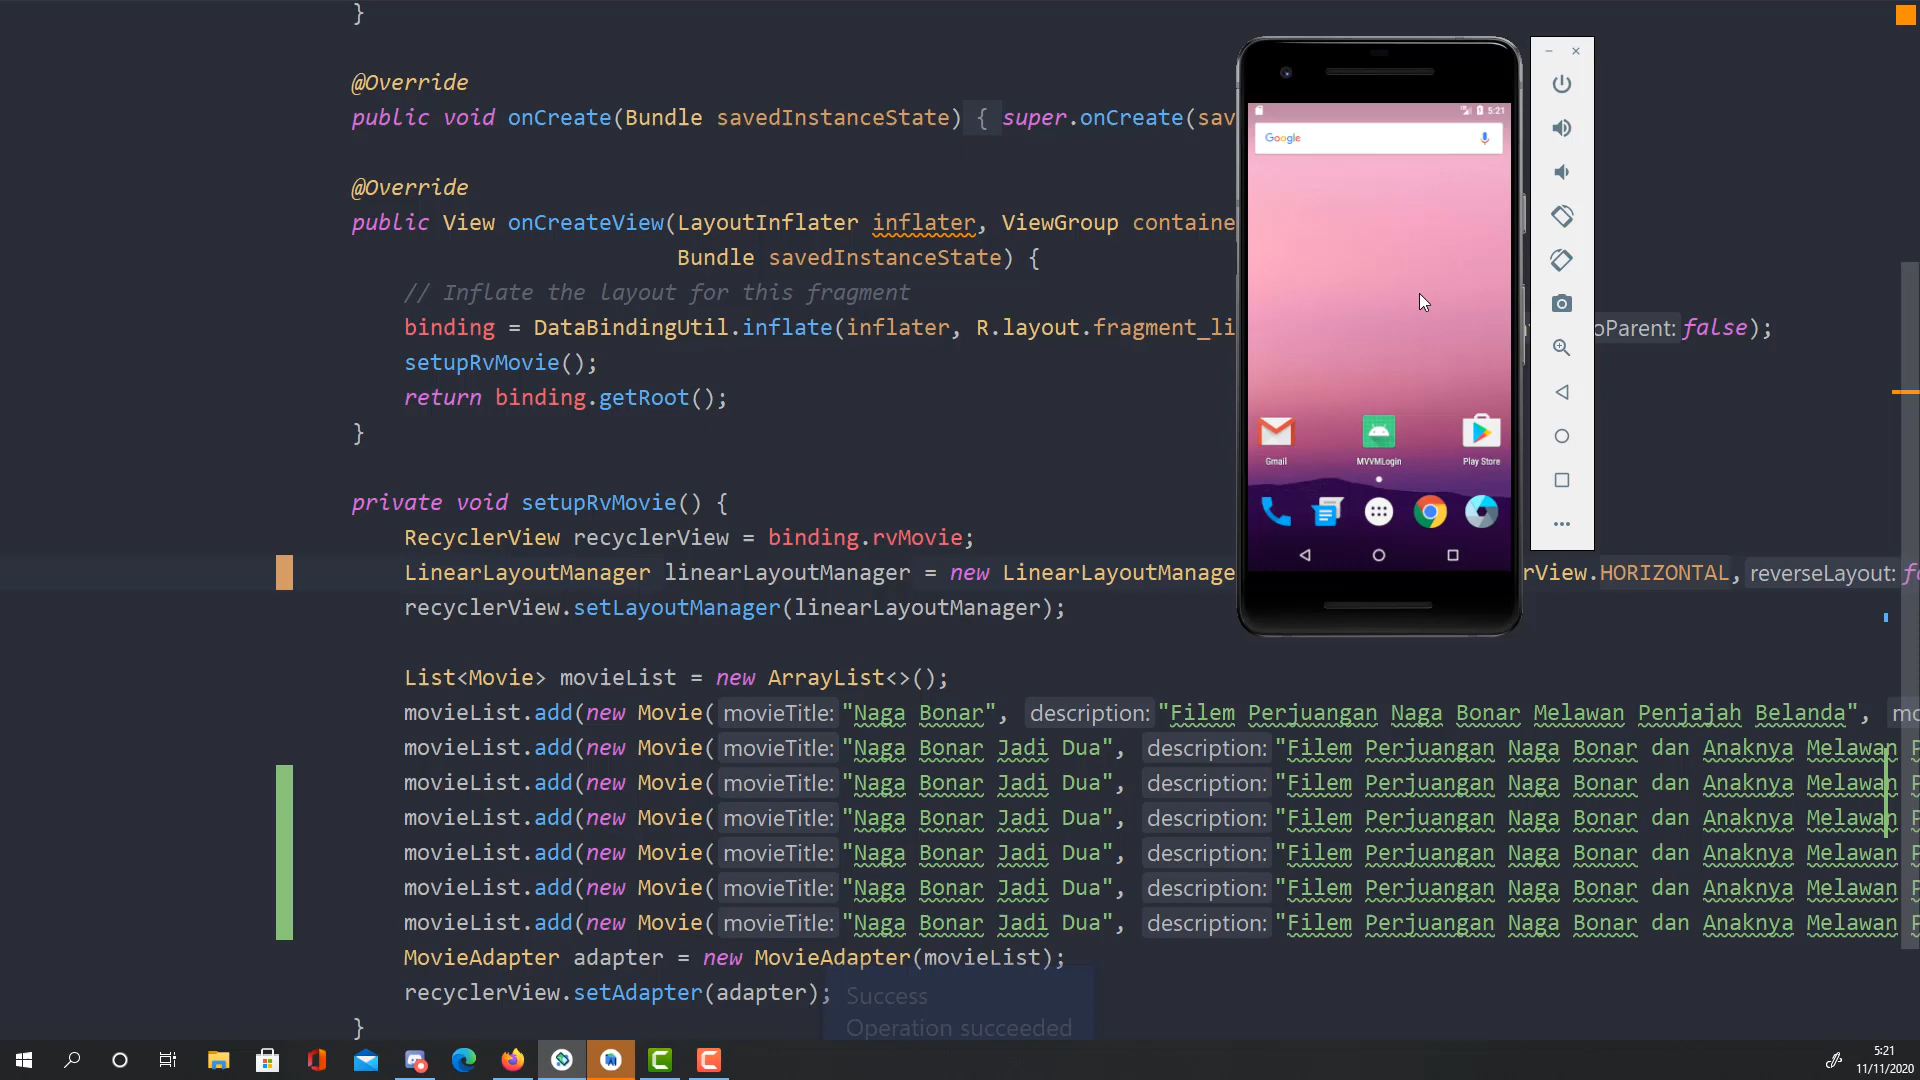 }
@Override
public void onCreate(Bundle savedInstanceState) { super.onCreate(sav
@Override
public View onCreateView(LayoutInflater inflater, ViewGroup containe
Bundle savedInstanceState) {
// Inflate the layout for this fragment
binding = DataBindingUtil.inflate(inflater, R.layout.fragment_li oParent: false);
setupRvMovie();
return binding.getRoot();
}
private void setupRvMovie() {
RecyclerView recyclerView = binding.rvMovie;
LinearLayoutManager linearLayoutManager = new LinearLayoutManage rView.HORIZONTAL, reverseLayout: f
recyclerView.setLayoutManager(linearLayoutManager);
List<Movie> movieList = new ArrayList<>();
movieList.add(new Movie( movieTitle: "Naga Bonar", description: "Filem Perjuangan Naga Bonar Melawan Penjajah Belanda", mo
movieList.add(new Movie( movieTitle: "Naga Bonar Jadi Dua", description: "Filem Perjuangan Naga Bonar dan Anaknya Melawan P
movieList.add(new Movie( movieTitle: "Naga Bonar Jadi Dua", description: "Filem Perjuangan Naga Bonar dan Anaknya Melawan P
movieList.add(new Movie( movieTitle: "Naga Bonar Jadi Dua", description: "Filem Perjuangan Naga Bonar dan Anaknya Melawan P
movieList.add(new Movie( movieTitle: "Naga Bonar Jadi Dua", description: "Filem Perjuangan Naga Bonar dan Anaknya Melawan P
movieList.add(new Movie( movieTitle: "Naga Bonar Jadi Dua", description: "Filem Perjuangan Naga Bonar dan Anaknya Melawan P
movieList.add(new Movie( movieTitle: "Naga Bonar Jadi Dua", description: "Filem Perjuangan Naga Bonar dan Anaknya Melawan P
MovieAdapter adapter = new MovieAdapter(movieList);
recyclerView.setAdapter(adapter);
}
Success
Operation succeeded
5:21
Google
Gmail
MVVMLogin
Play Store
5:21
11/11/2020